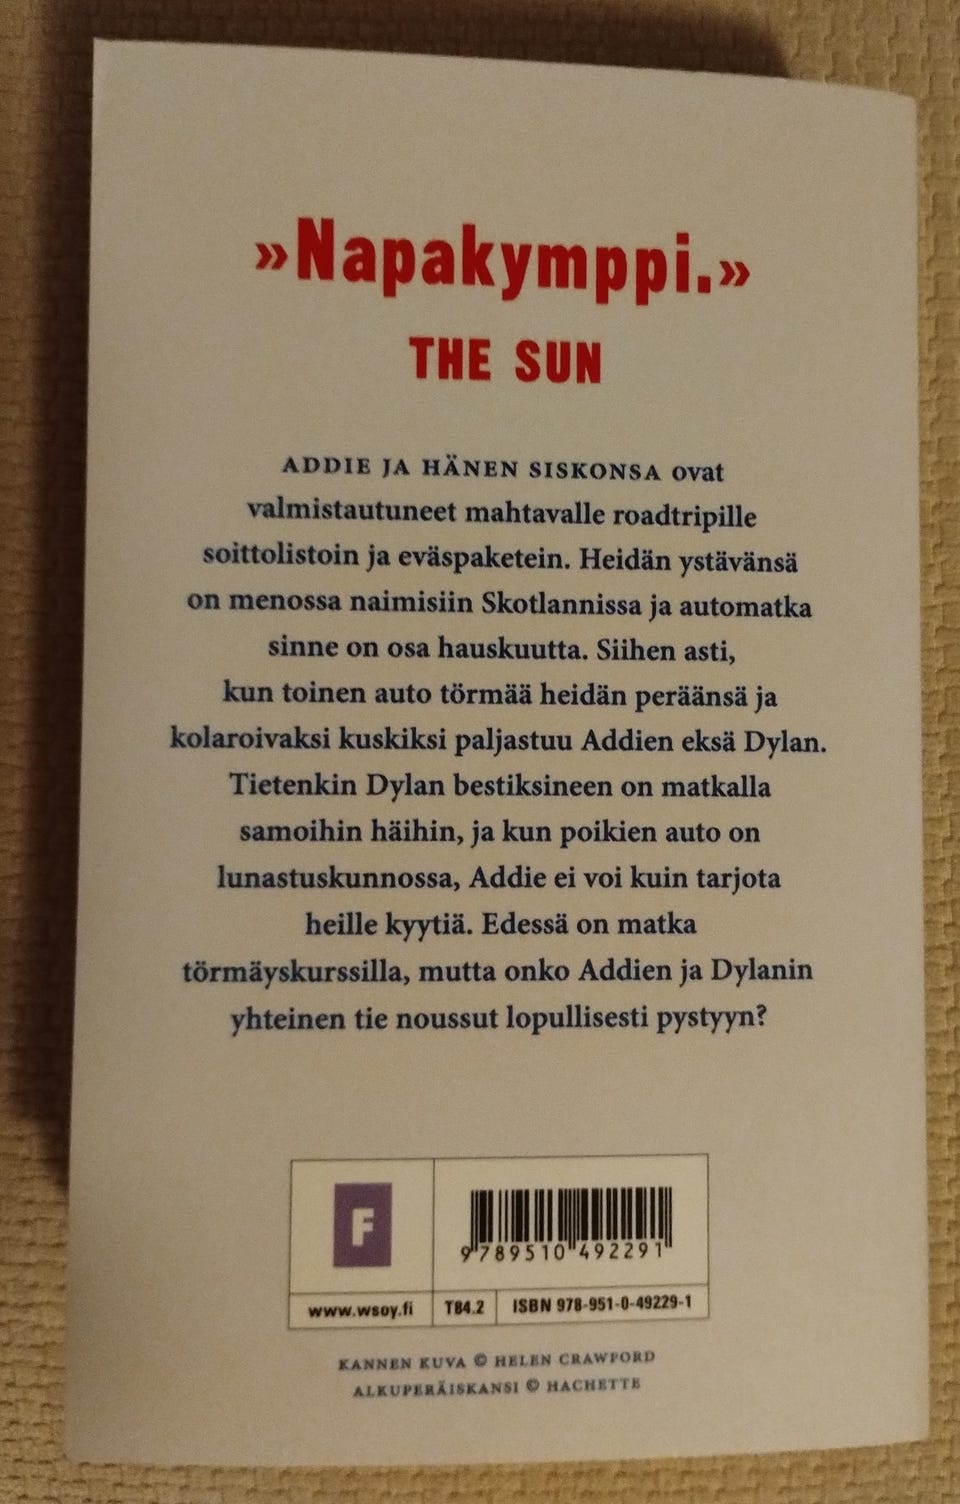 »Napakymppi.»
THE SUN
ADDIE JA HÄNEN SISKONSA ovat
valmistautuneet mahtavalle roadtripille
soittolistoin ja eväspaketein. Heidän ystävänsä
on menossa naimisiin Skotlannissa ja automatka
sinne on osa hauskuutta. Siihen asti,
kun toinen auto törmää heidän peräänsä ja
kolaroivaksi kuskiksi paljastuu Addien eksä Dylan.
Tietenkin Dylan bestiksineen on matkalla
samoihin häihin, ja kun poikien auto on
lunastuskunnossa, Addie ei voi kuin tarjota
heille kyytiä. Edessä on matka
törmäyskurssilla, mutta onko Addien ja Dylanin
yhteinen tie noussut lopullisesti pystyyn?
F
9 789510 492291
www.wsoy.fi
T84.2
ISBN 978-951-0-49229-1
KANNEN KUVA © HELEN CRAWFORD
ALKUPERÄISKANSI © HACHETTE